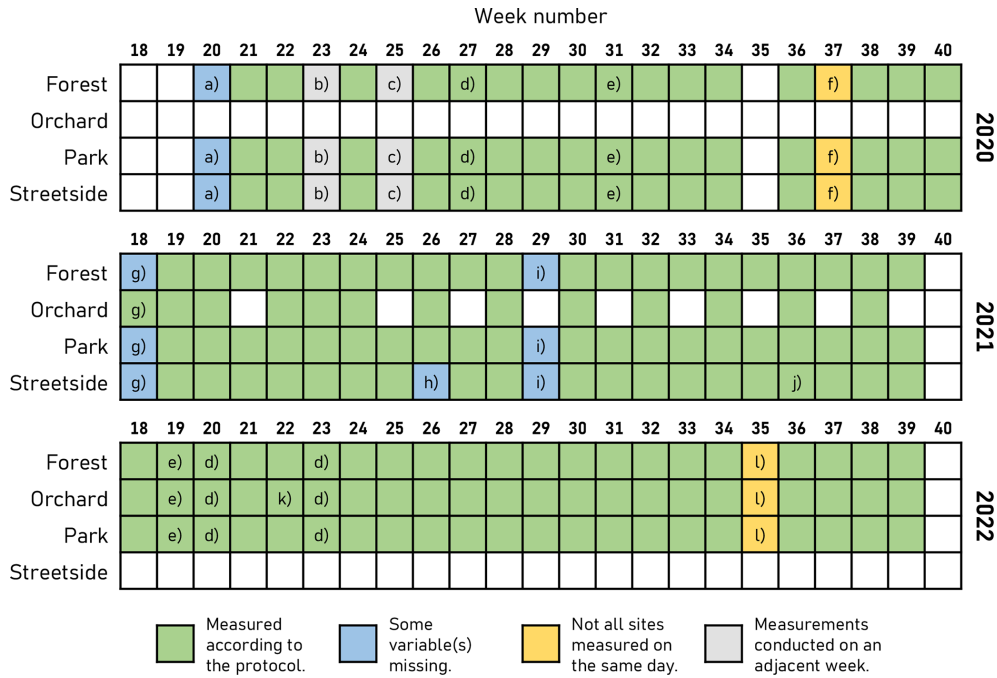 Week number
18 19 20 21 22 23 24 25 26 27 28 29 30 31 32 33 34 35 36 37 38 39 40
Forest a) b) c) d) e) f)
Orchard
Park a) b) c) d) e) f)
Streetside a) b) c) d) e) f)
2020
18 19 20 21 22 23 24 25 26 27 28 29 30 31 32 33 34 35 36 37 38 39 40
Forest g) i)
Orchard g)
Park g) i)
Streetside g) h) i) j)
2021
18 19 20 21 22 23 24 25 26 27 28 29 30 31 32 33 34 35 36 37 38 39 40
Forest e) d) d) l)
Orchard e) d) k) d) l)
Park e) d) d) l)
Streetside
2022
Measured
according to
the protocol.
Some
variable(s)
missing.
Not all sites
measured on
the same day.
Measurements
conducted on an
adjacent week.